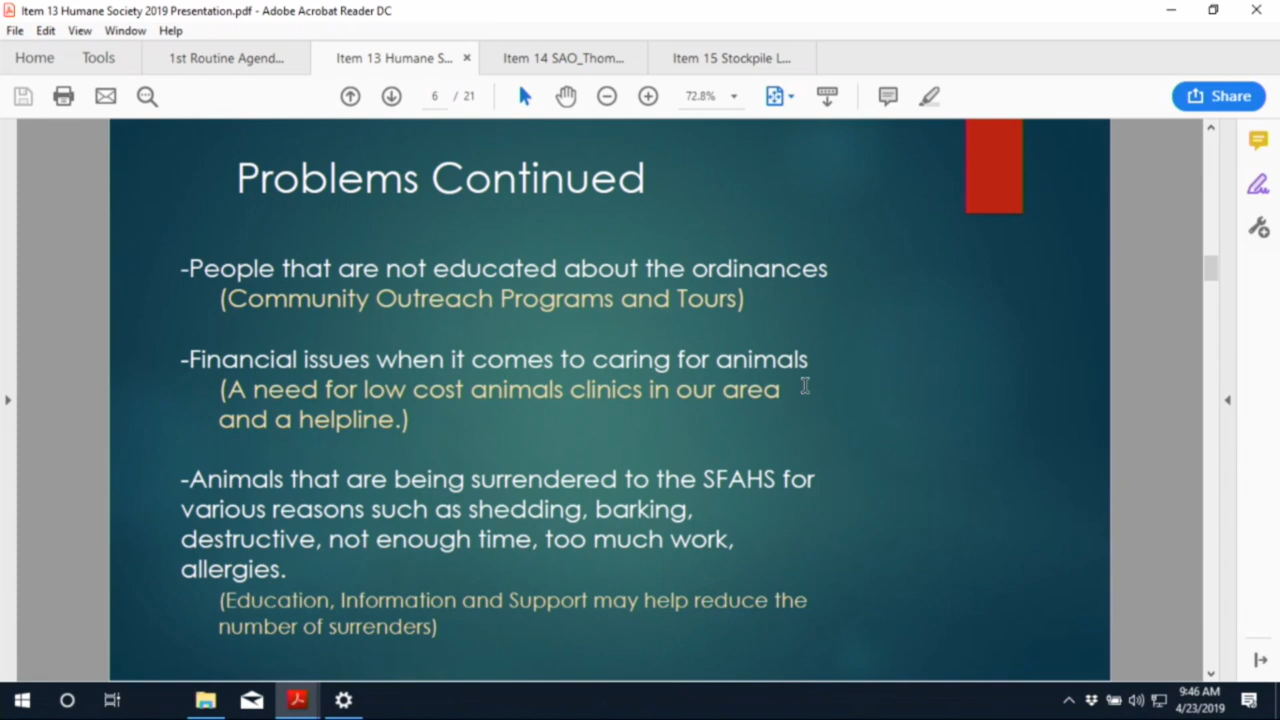 Item 13 Humane Society 2019 Presentation.pdf - Adobe Acrobat Reader DC
File Edit View Window Help
Home Tools 1st Routine Agend... Item 13 Humane S... Item 14 SAO_Thom... Item 15 Stockpile L...
6 / 21 72.8% Share
Problems Continued
-People that are not educated about the ordinances
(Community Outreach Programs and Tours)
-Financial issues when it comes to caring for animals
(A need for low cost animals clinics in our area
and a helpline.)
-Animals that are being surrendered to the SFAHS for
various reasons such as shedding, barking,
destructive, not enough time, too much work,
allergies.
(Education, Information and Support may help reduce the
number of surrenders)
9:46 AM
4/23/2019